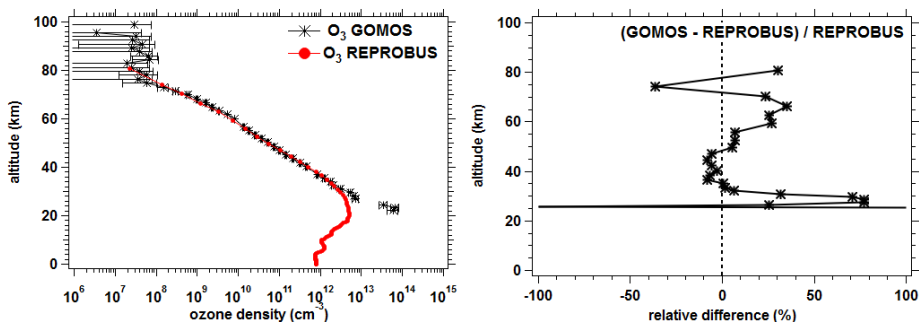 O3 GOMOS
O3 REPROBUS
altitude (km)
100
80
60
40
20
0
10^6 10^7 10^8 10^9 10^10 10^11 10^12 10^13 10^14 10^15
ozone density (cm^-3)
(GOMOS - REPROBUS) / REPROBUS
altitude (km)
100
80
60
40
20
0
-100 -50 0 50 100
relative difference (%)